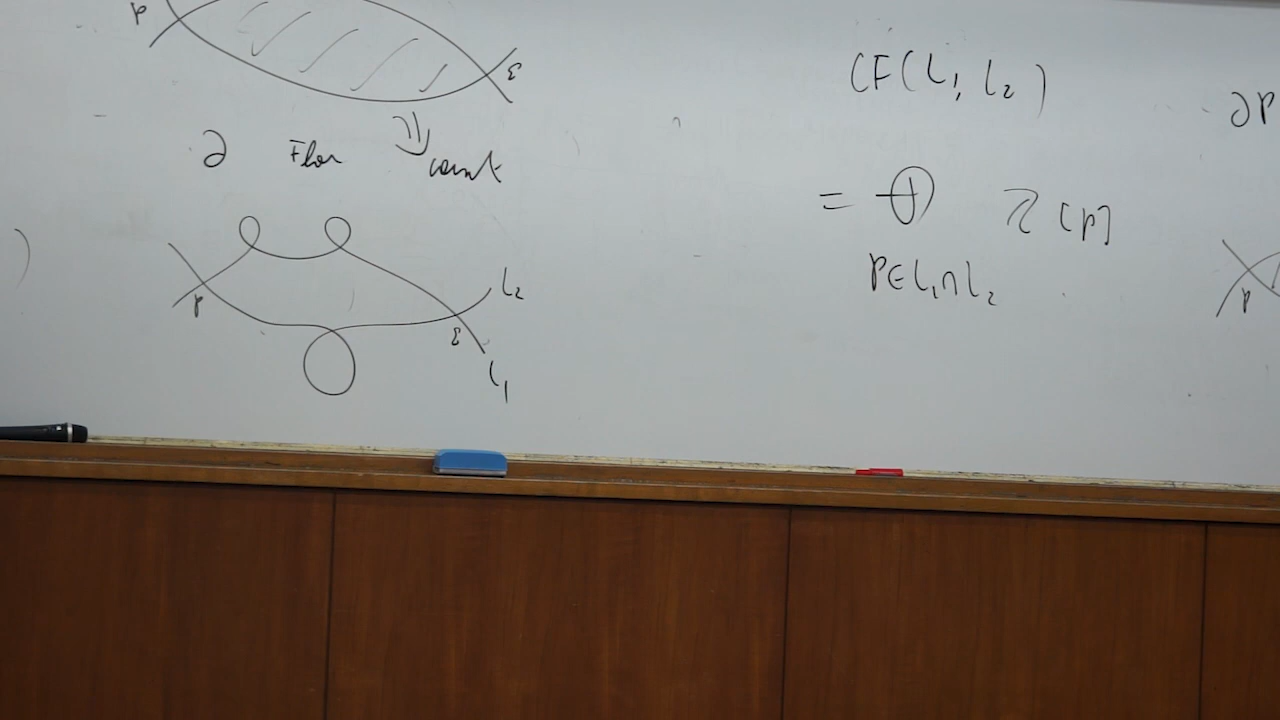 p q
∂ Floer count
p q L₂
L₁
CF(L₁, L₂)
= ⊕ ℤ[p]
p∈L₁∩L₂
∂p
p